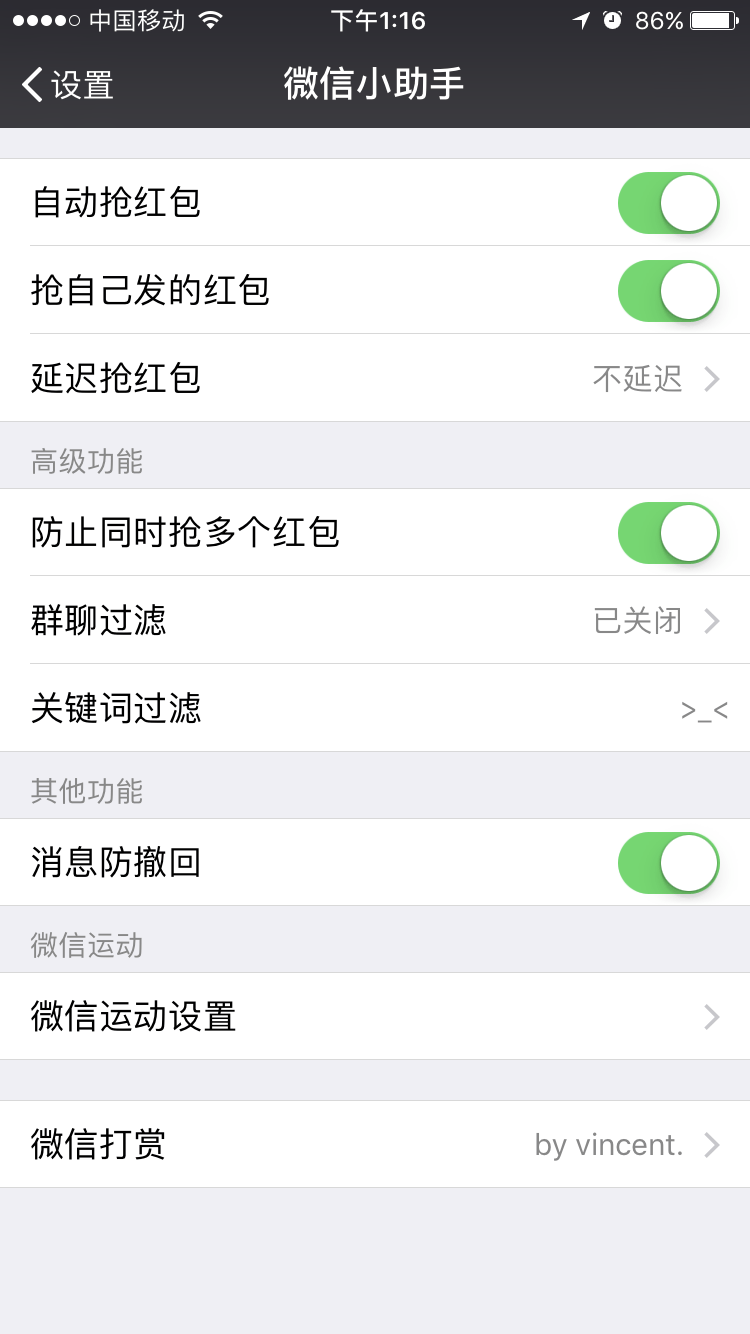 中国移动 下午1:16 86%
设置 微信小助手
自动抢红包
抢自己发的红包
延迟抢红包 不延迟
高级功能
防止同时抢多个红包
群聊过滤 已关闭
关键词过滤 >_<
其他功能
消息防撤回
微信运动
微信运动设置
微信打赏 by vincent.